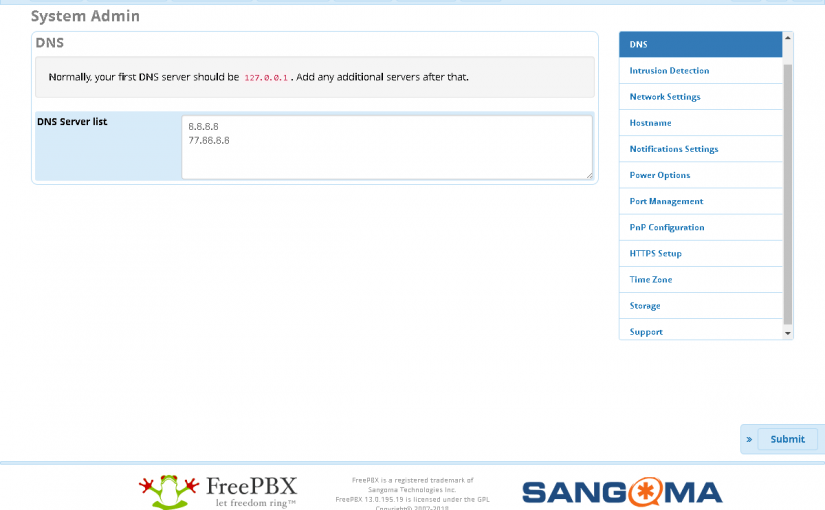 System Admin
DNS
Normally, your first DNS server should be 127.0.0.1 . Add any additional servers after that.
DNS Server list
8.8.8.8
77.88.8.8
DNS
Intrusion Detection
Network Settings
Hostname
Notifications Settings
Power Options
Port Management
PnP Configuration
HTTPS Setup
Time Zone
Storage
Support
» Submit
FreePBX
let freedom ring™
FreePBX is a registered trademark of
Sangoma Technologies Inc.
FreePBX 13.0.195.19 is licensed under the GPL
Copyright© 2007-2019
SANGOMA